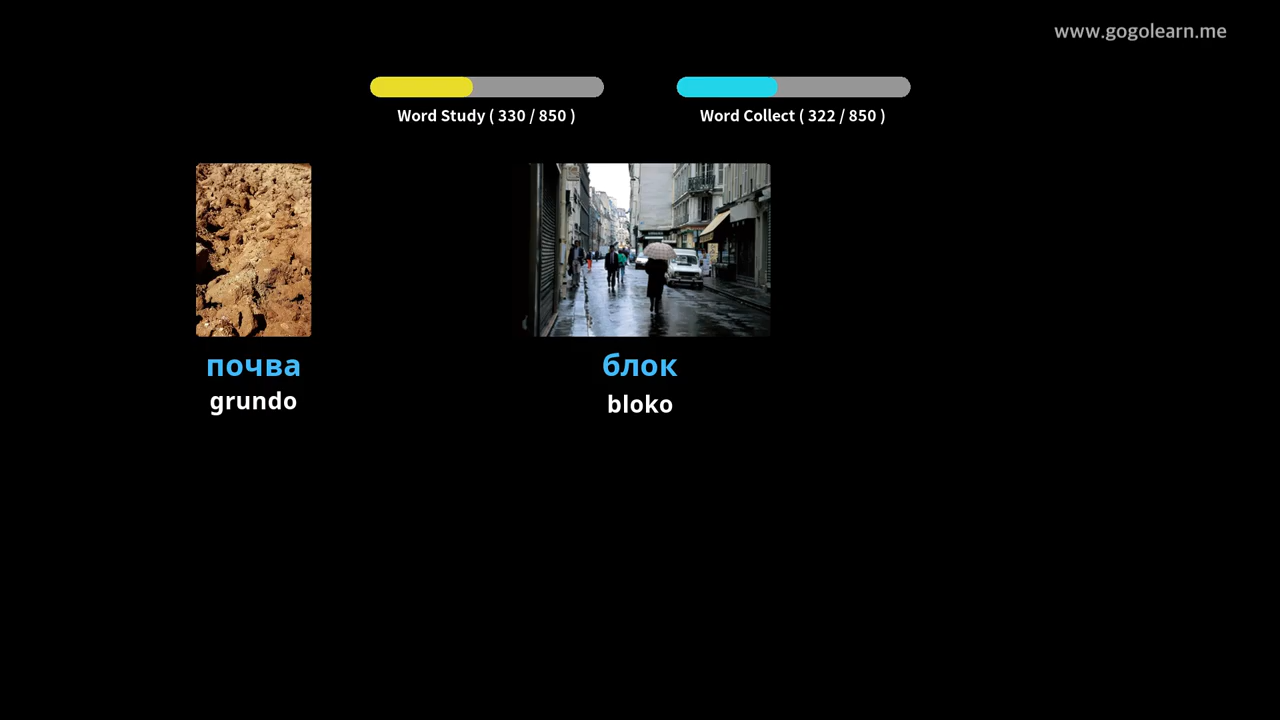 www.gogolearn.me
Word Study ( 330 / 850 )
Word Collect ( 322 / 850 )
почва
grundo
блок
bloko